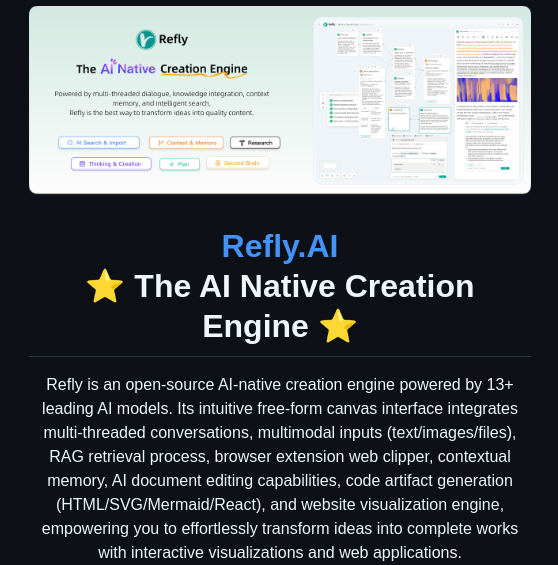 Refly
The AI Native Creation Engine
Powered by multi-threaded dialogue, knowledge integration, context
memory, and intelligent search,
Refly is the best way to transform ideas into quality content.
AI Search & Import
Context & Memory
Research
Thinking & Creation
Plan
Second Brain
Refly
Refly.AI
⭐ The AI Native Creation
Engine ⭐
Refly is an open-source AI-native creation engine powered by 13+
leading AI models. Its intuitive free-form canvas interface integrates
multi-threaded conversations, multimodal inputs (text/images/files),
RAG retrieval process, browser extension web clipper, contextual
memory, AI document editing capabilities, code artifact generation
(HTML/SVG/Mermaid/React), and website visualization engine,
empowering you to effortlessly transform ideas into complete works
with interactive visualizations and web applications.